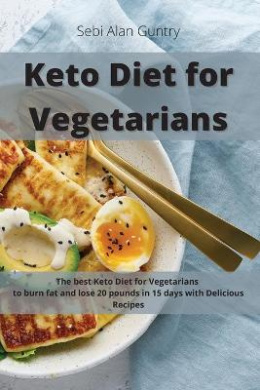 Sebi Alan Guntry
Keto Diet for
Vegetarians
The best Keto Diet for Vegetarians
to burn fat and lose 20 pounds in 15 days with Delicious
Recipes